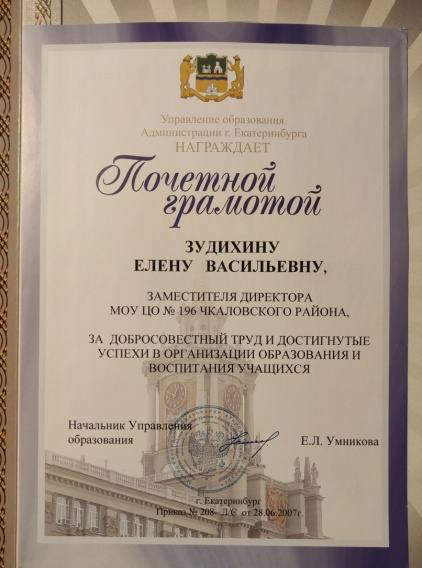 Управление образования
Администрации г. Екатеринбурга
НАГРАЖДАЕТ
Почетной
грамотой
ЗУДИХИНУ
ЕЛЕНУ ВАСИЛЬЕВНУ,
ЗАМЕСТИТЕЛЯ ДИРЕКТОРА
МОУ ЦО № 196 ЧКАЛОВСКОГО РАЙОНА,
ЗА ДОБРОСОВЕСТНЫЙ ТРУД И ДОСТИГНУТЫЕ
УСПЕХИ В ОРГАНИЗАЦИИ ОБРАЗОВАНИЯ И
ВОСПИТАНИЯ УЧАЩИХСЯ
Начальник Управления
образования Е.Л. Умникова
г. Екатеринбург
Приказ № 208- Л.С от 28.06.2007г.